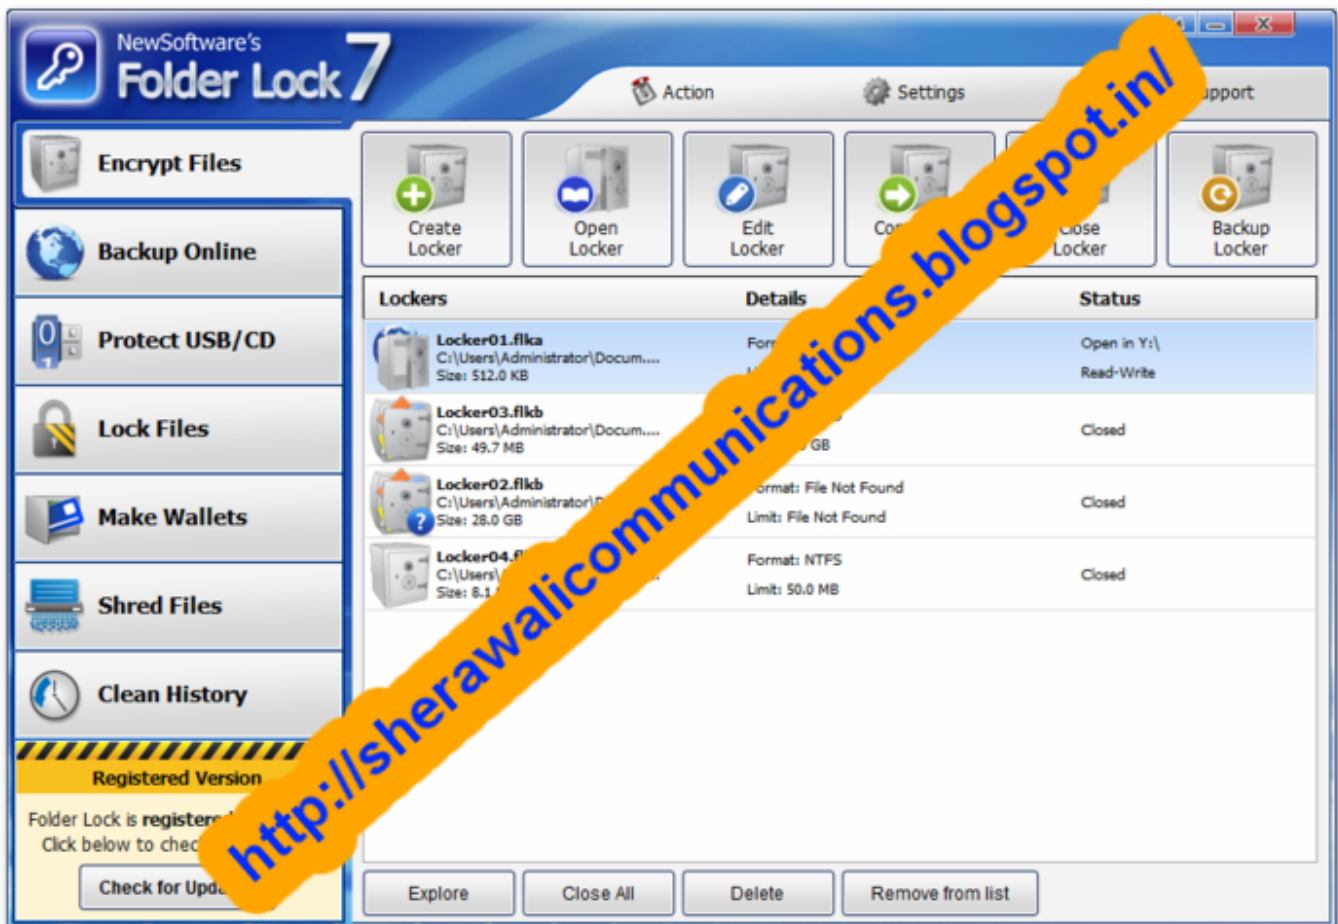 NewSoftware's
Folder Lock 7
Action
Settings
Encrypt Files
Backup Online
Protect USB/CD
Lock Files
Make Wallets
Shred Files
Clean History
Registered Version
Folder Lock is
Click below to
Check for
Create
Locker
Open
Locker
Edit
Locker
Locker
Backup
Locker
Lockers
Details
Status
Locker01.flka
C:\Users\Administrator\Docum....
Size: 512.0 KB
Open in Y:\
Read-Write
Locker03.flkb
C:\Users\Administrator\Docum....
Size: 49.7 MB
GB
Closed
Locker02.flkb
Size: 28.0 GB
Format: File Not Found
Limit: File Not Found
Closed
C:\Users\
Size: 8.1
Format: NTFS
Limit: 50.0 MB
Closed
Explore
Close All
Delete
Remove from list
http://sherawalicommunications.blogspot.in/